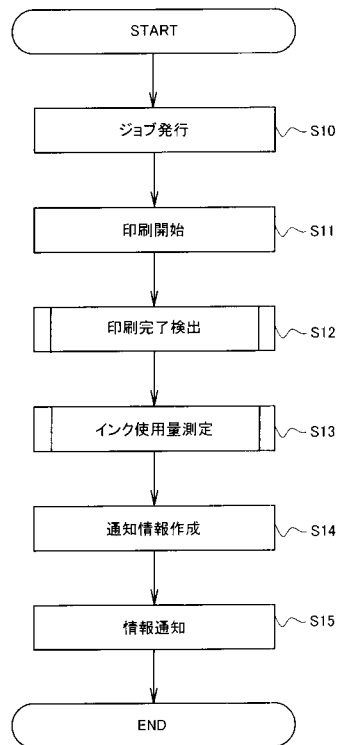 START
ジョブ発行 S10
印刷開始 S11
印刷完了検出 S12
インク使用量測定 S13
通知情報作成 S14
情報通知 S15
END